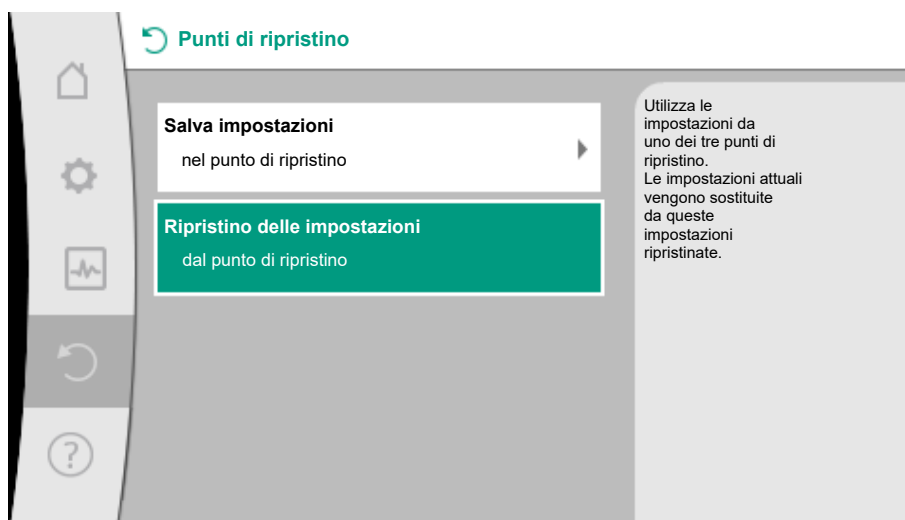 Punti di ripristino
Salva impostazioni
nel punto di ripristino
Ripristino delle impostazioni
dal punto di ripristino
Utilizza le
impostazioni da
uno dei tre punti di
ripristino.
Le impostazioni attuali
vengono sostituite
da queste
impostazioni
ripristinate.
?